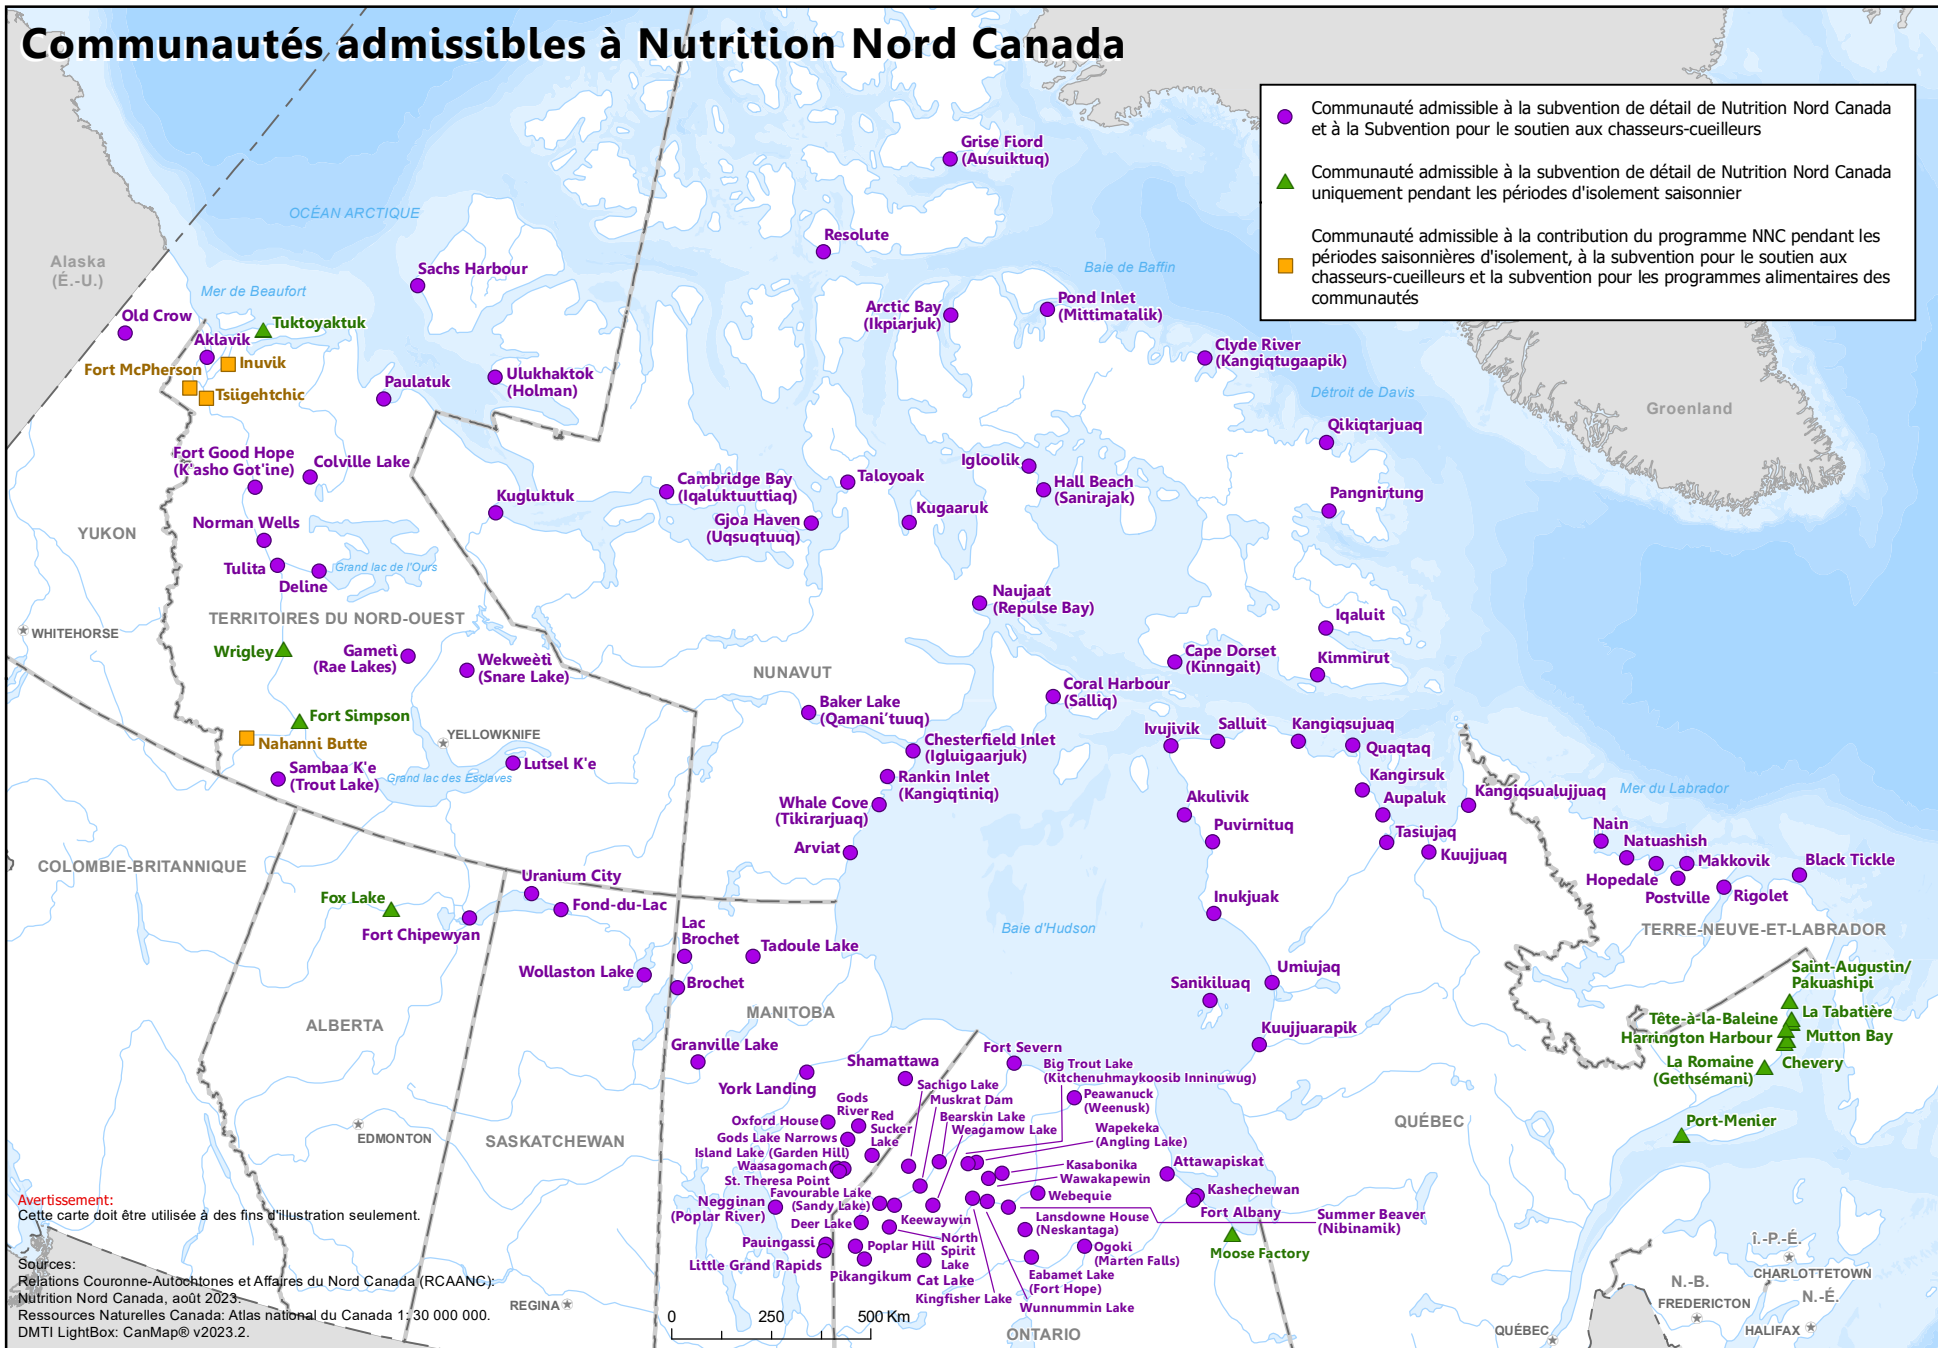 Communautés admissibles à Nutrition Nord Canada
Communauté admissible à la subvention de détail de Nutrition Nord Canada
et à la Subvention pour le soutien aux chasseurs-cueilleurs
Communauté admissible à la subvention de détail de Nutrition Nord Canada
uniquement pendant les périodes d'isolement saisonnier
Communauté admissible à la contribution du programme NNC pendant les
périodes saisonnières d'isolement, à la subvention pour le soutien aux
chasseurs-cueilleurs et la subvention pour les programmes alimentaires des
communautés
Grise Fiord
(Ausuiktuq)
OCÉAN ARCTIQUE
Resolute
Alaska
(É.-U.)
Sachs Harbour
Baie de Baffin
Mer de Beaufort
Pond Inlet
(Mittimatalik)
Arctic Bay
(Ikpiarjuk)
Old Crow
Tuktoyaktuk
Aklavik
Clyde River
(Kangiqtugaapik)
Fort McPherson
Inuvik
Tsiigehtchic
Paulatuk
Ulukhaktok
(Holman)
Détroit de Davis
Groenland
Qikiqtarjuaq
Fort Good Hope
(K'asho Got'ine)
Colville Lake
Igloolik
Cambridge Bay
(Iqaluktuuttiaq)
Taloyoak
Hall Beach
(Sanirajak)
Kugluktuk
Pangnirtung
Gjoa Haven
(Uqsuqtuuq)
Kugaaruk
YUKON
Norman Wells
Tulita
Deline
Grand lac de l'Ours
Naujaat
(Repulse Bay)
TERRITOIRES DU NORD-OUEST
Iqaluit
WHITEHORSE
Wrigley
Gametì
(Rae Lakes)
Wekweètì
(Snare Lake)
NUNAVUT
Cape Dorset
(Kinngait)
Kimmirut
Coral Harbour
(Salliq)
Baker Lake
(Qamani’tuuq)
Fort Simpson
Ivujivik
Salluit
Kangiqsujuaq
Quaqtaq
Nahanni Butte
YELLOWKNIFE
Chesterfield Inlet
(Igluigaarjuk)
Sambaa K'e
(Trout Lake)
Grand lac des Esclaves
Lutsel K'e
Rankin Inlet
(Kangiqtiniq)
Kangirsuk
Kangiqsualujjuaq
Mer du Labrador
Whale Cove
(Tikirarjuaq)
Akulivik
Aupaluk
Puvirnituq
Tasiujaq
Nain
Natuashish
Arviat
Kuujjuaq
Makkovik
Black Tickle
COLOMBIE-BRITANNIQUE
Uranium City
Hopedale
Postville
Rigolet
Fox Lake
Fond-du-Lac
Inukjuak
Fort Chipewyan
Lac
Brochet
Baie d'Hudson
TERRE-NEUVE-ET-LABRADOR
Tadoule Lake
Wollaston Lake
Brochet
Umiujaq
Sanikiluaq
Saint-Augustin/
Pakuashipi
ALBERTA
MANITOBA
La Tabatière
Tête-à-la-Baleine
Harrington Harbour
Mutton Bay
Kuujjuarapik
Granville Lake
Shamattawa
Fort Severn
La Romaine
(Gethsémani)
Chevery
Big Trout Lake
(Kitchenuhmaykoosib Inninuwug)
York Landing
Sachigo Lake
Muskrat Dam
Peawanuck
(Weenusk)
Gods
River
Bearskin Lake
Oxford House
Red
Sucker
Lake
Weagamow Lake
Wapekeka
(Angling Lake)
QUÉBEC
Port-Menier
EDMONTON
SASKATCHEWAN
Gods Lake Narrows
Island Lake (Garden Hill)
Waasagomach
St. Theresa Point
Kasabonika
Wawakapewin
Attawapiskat
Favourable Lake
(Sandy Lake)
Webequie
Kashechewan
Fort Albany
Negginan
(Poplar River)
Deer Lake
Keewaywin
Lansdowne House
(Neskantaga)
Summer Beaver
(Nibinamik)
Pauingassi
Poplar Hill
North
Spirit
Lake
Ogoki
(Marten Falls)
Moose Factory
Little Grand Rapids
Pikangikum
Cat Lake
Eabamet Lake
(Fort Hope)
Kingfisher Lake
Wunnummin Lake
Avertissement:
Cette carte doit être utilisée à des fins d'illustration seulement.
Sources:
Relations Couronne-Autochtones et Affaires du Nord Canada (RCAANC):
Nutrition Nord Canada, août 2023.
Ressources Naturelles Canada: Atlas national du Canada 1: 30 000 000.
DMTI LightBox: CanMap® v2023.2.
REGINA
0 250 500 Km
ONTARIO
QUÉBEC
Î.-P.-É.
CHARLOTTETOWN
N.-B.
FREDERICTON
N.-É.
HALIFAX